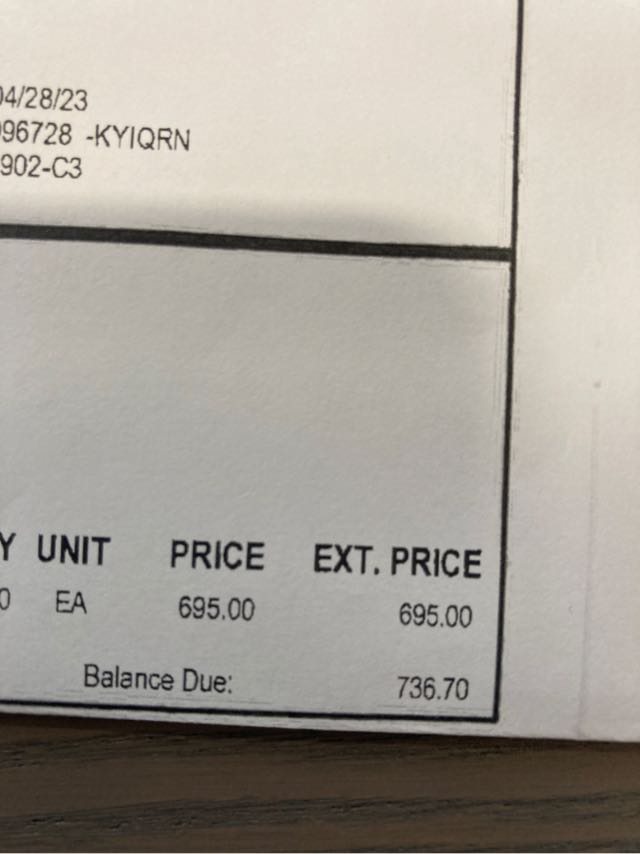 04/28/23
96728 -KYIQRN
902-C3
Y UNIT PRICE EXT. PRICE
0 EA 695.00 695.00
Balance Due: 736.70